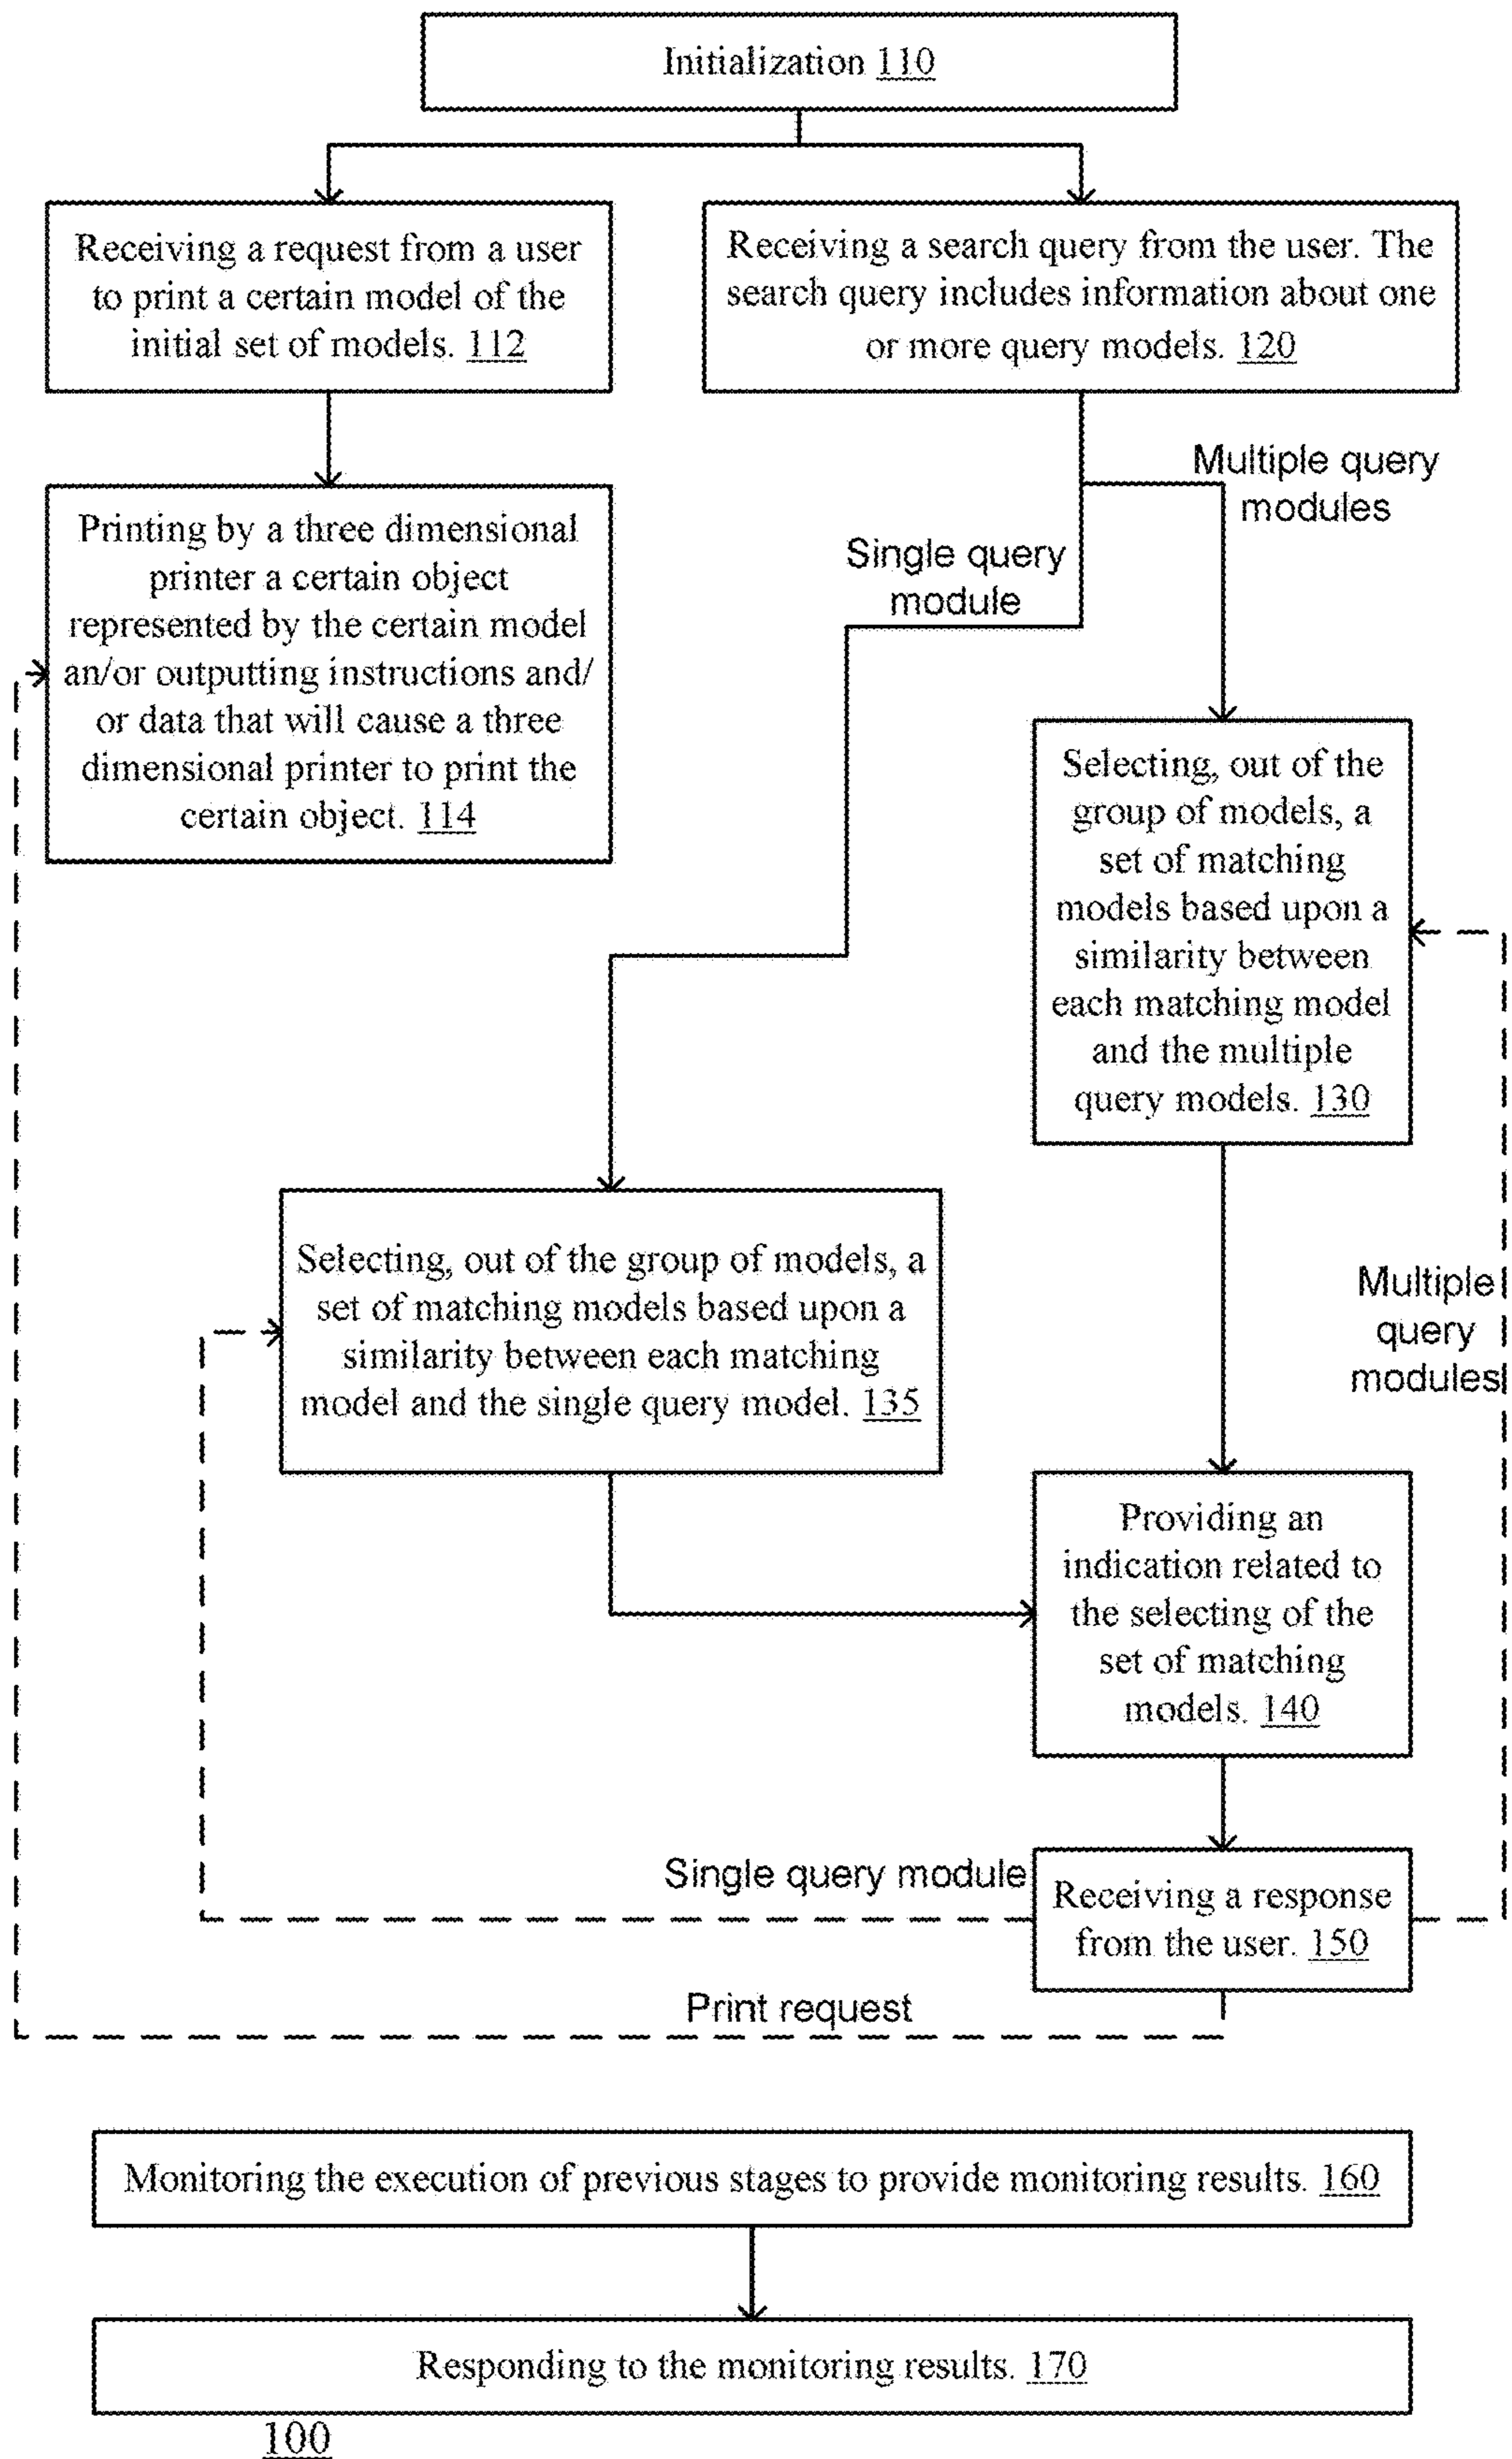 Initialization 110
Receiving a request from a user
to print a certain model of the
initial set of models. 112
Receiving a search query from the user. The
search query includes information about one
or more query models. 120
Multiple query
modules
Single query
module
Printing by a three dimensional
printer a certain object
represented by the certain model
an/or outputting instructions and/
or data that will cause a three
dimensional printer to print the
certain object. 114
Selecting, out of the
group of models, a
set of matching
models based upon a
similarity between
each matching model
and the multiple
query models. 130
Selecting, out of the group of models, a
set of matching models based upon a
similarity between each matching
model and the single query model. 135
Multiple
query
modules
Providing an
indication related to
the selecting of the
set of matching
models. 140
Single query module
Receiving a response
from the user. 150
Print request
Monitoring the execution of previous stages to provide monitoring results. 160
Responding to the monitoring results. 170
100